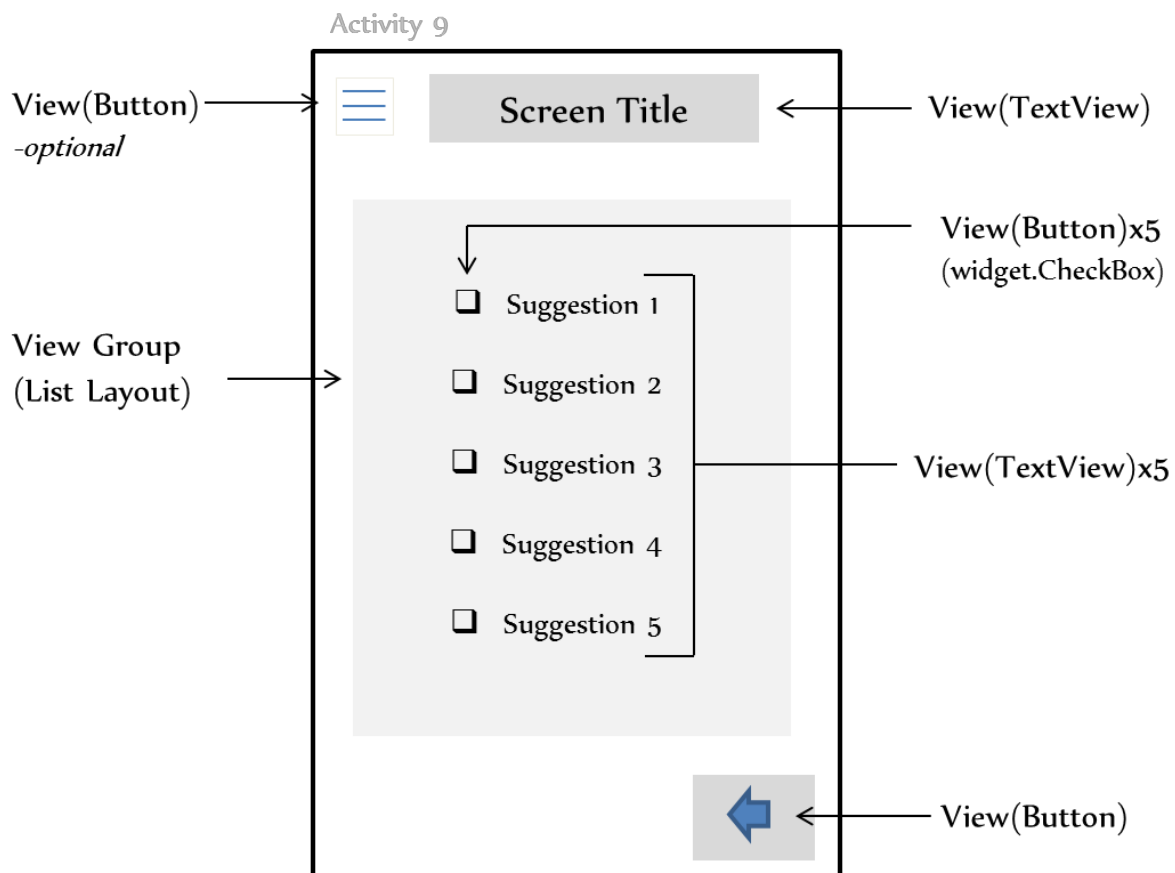 Activity 9
View(Button)
-optional
Screen Title
View(TextView)
View(Button)x5
(widget.CheckBox)
Suggestion 1
View Group
(List Layout)
Suggestion 2
Suggestion 3
View(TextView)x5
Suggestion 4
Suggestion 5
View(Button)